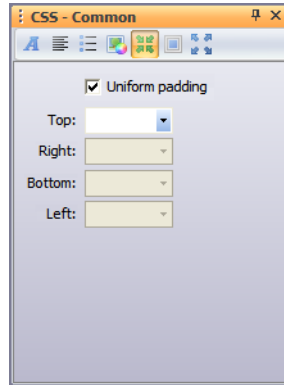 CSS - Common
Uniform padding
Top:
Right:
Bottom:
Left: